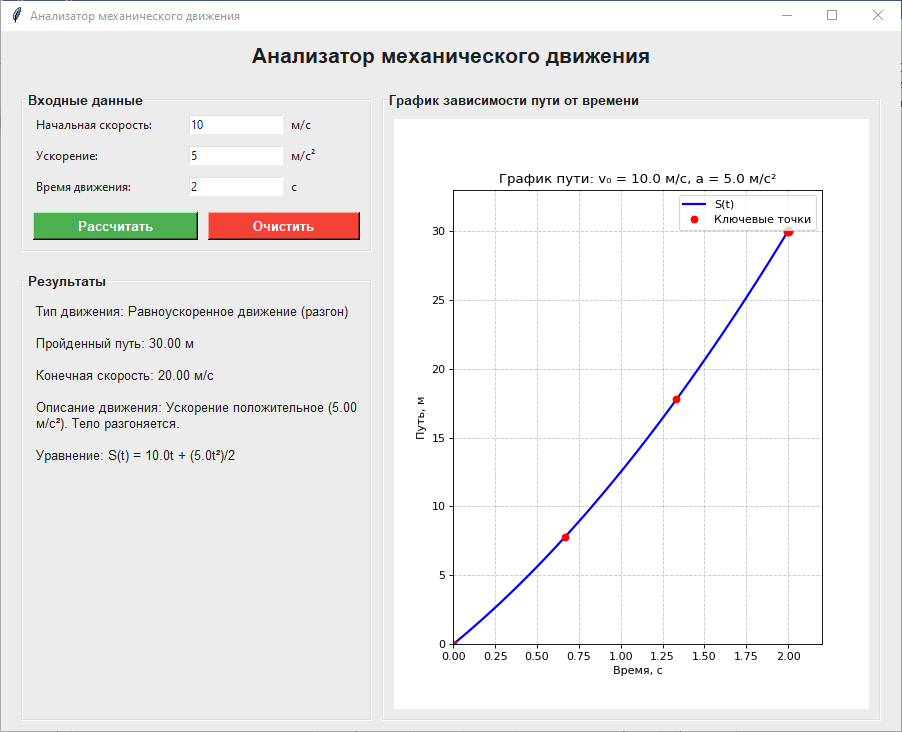 Анализатор механического движения
Анализатор механического движения
Входные данные
Начальная скорость: 10 м/с
Ускорение: 5 м/с²
Время движения: 2 с
Рассчитать Очистить
Результаты
Тип движения: Равноускоренное движение (разгон)
Пройденный путь: 30.00 м
Конечная скорость: 20.00 м/с
Описание движения: Ускорение положительное (5.00
м/с²). Тело разгоняется.
Уравнение: S(t) = 10.0t + (5.0t²)/2
График зависимости пути от времени
График пути: v₀ = 10.0 м/с, a = 5.0 м/с²
S(t)
Ключевые точки
Путь, м
30
25
20
15
10
5
0
0.00 0.25 0.50 0.75 1.00 1.25 1.50 1.75 2.00
Время, с